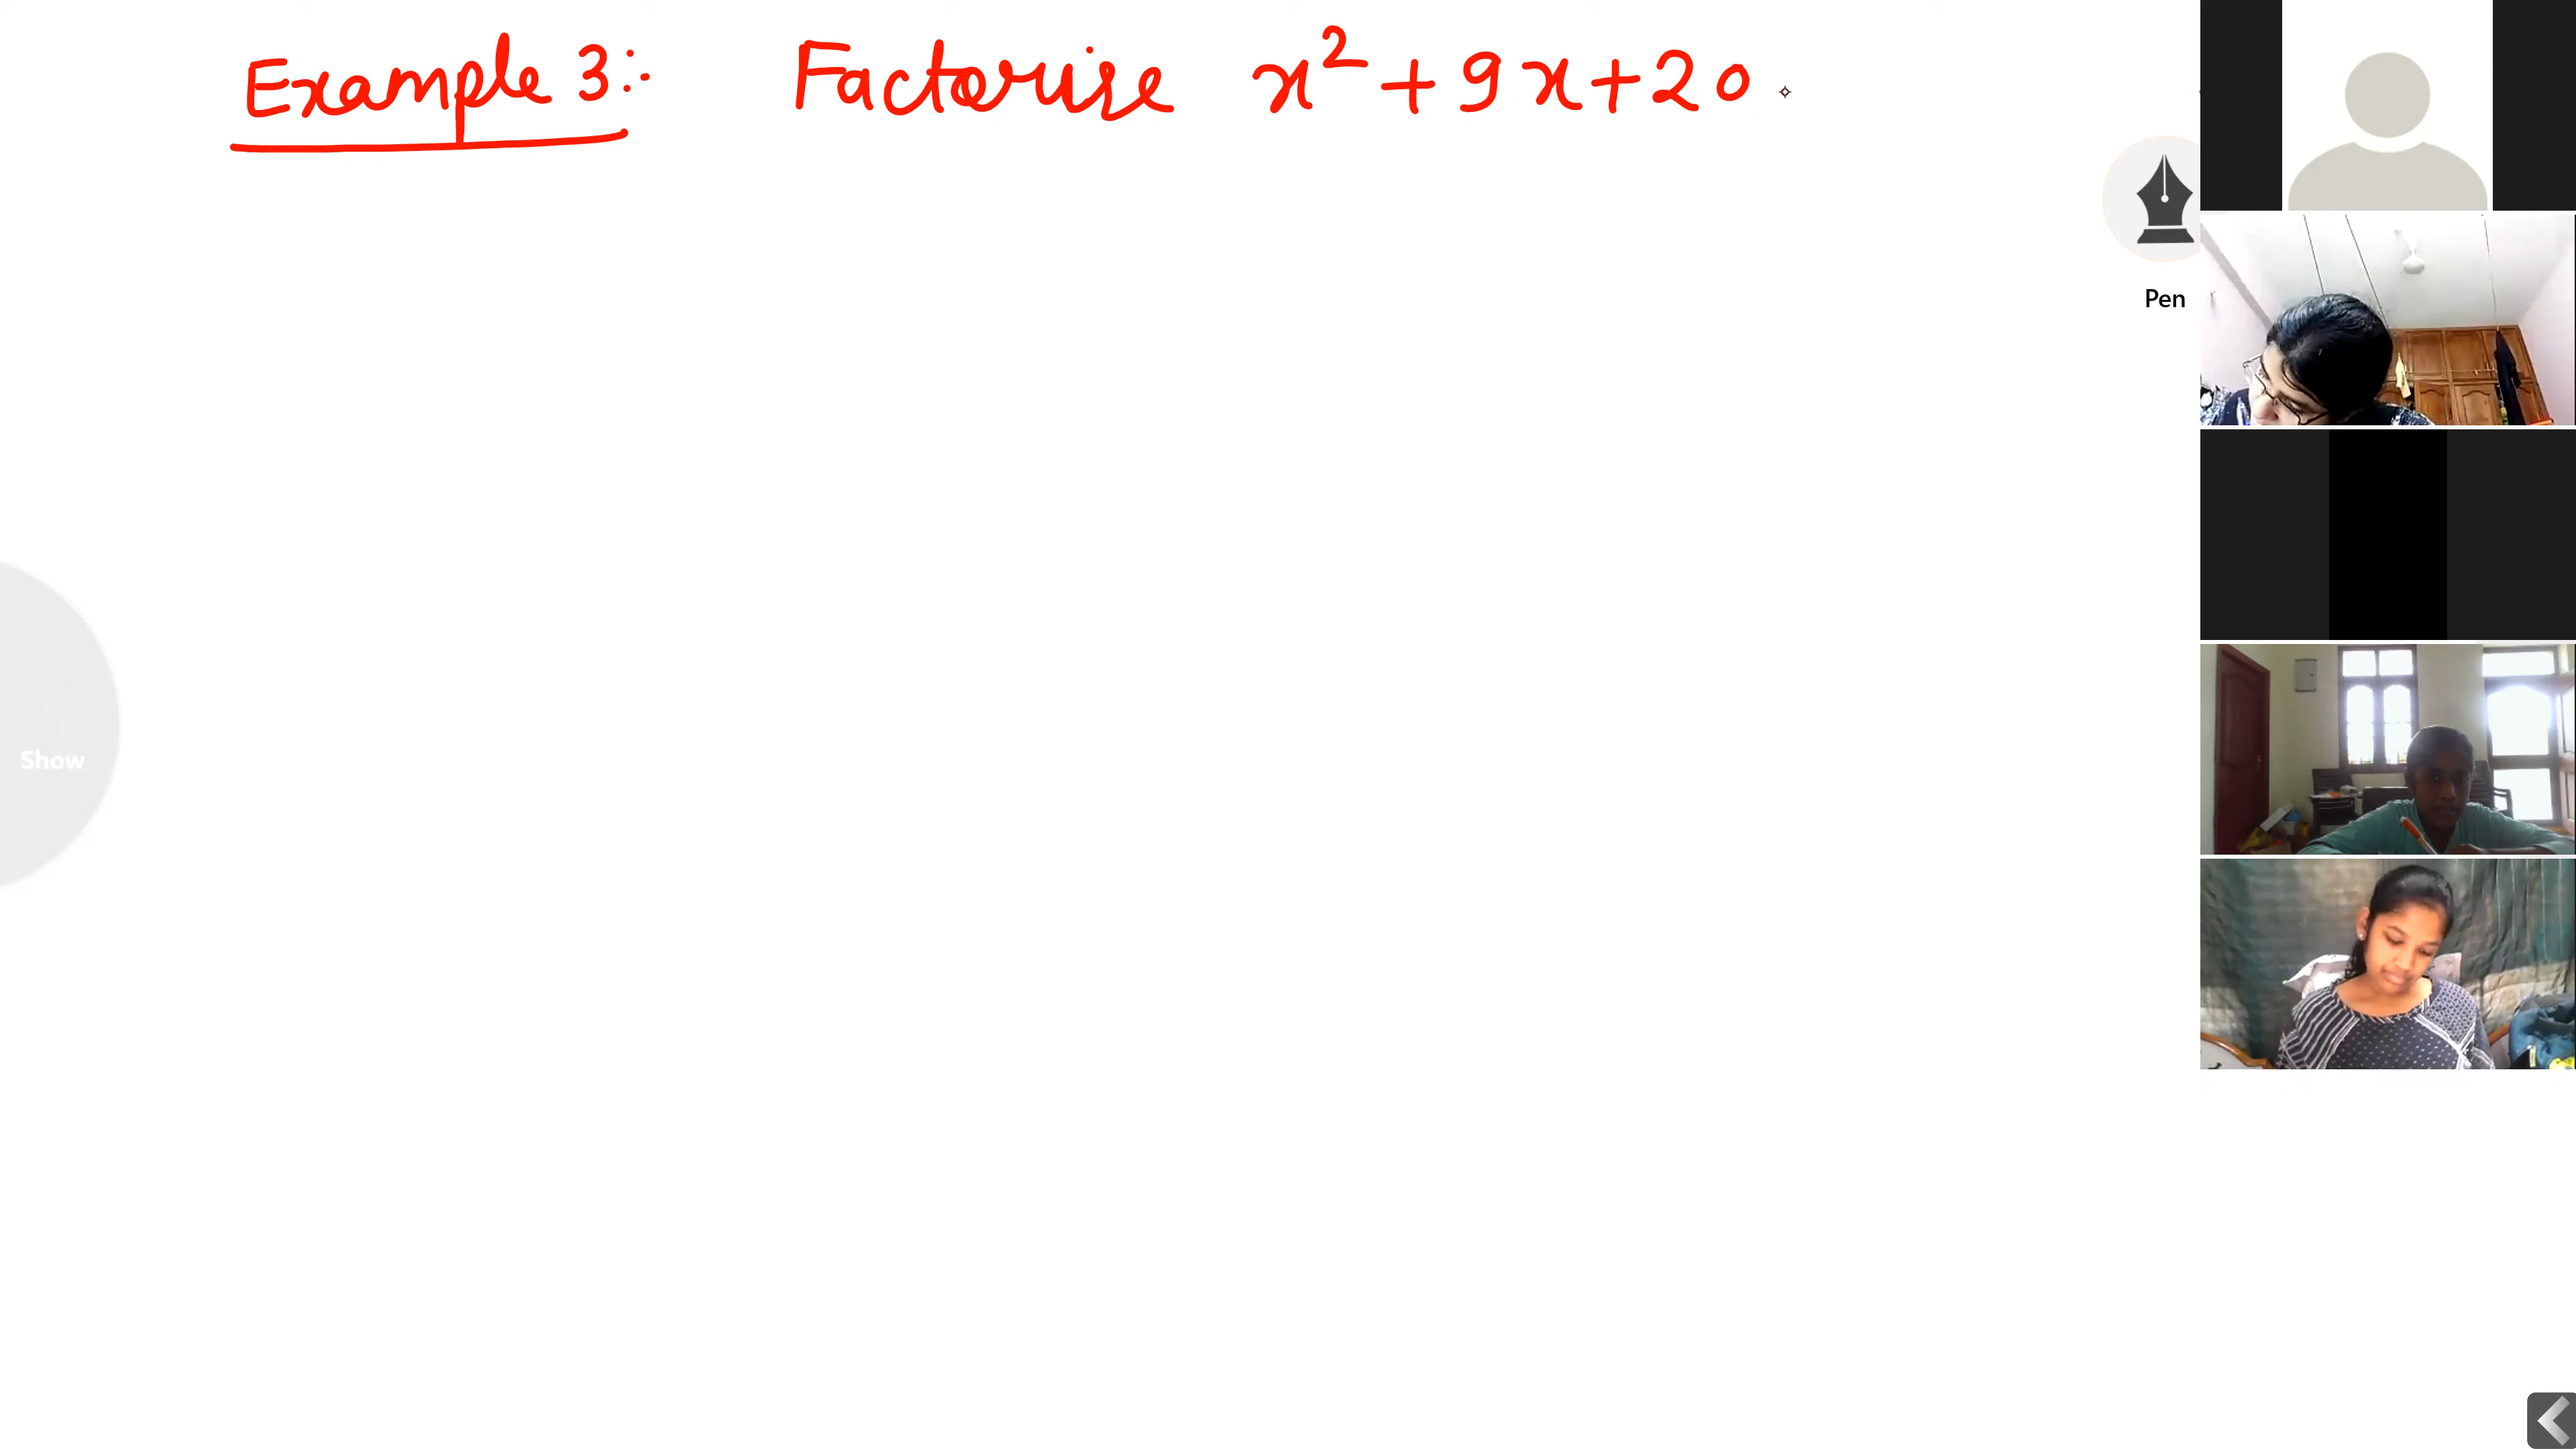 Example 3:- Factorise x² + 9x + 20
Pen
Show